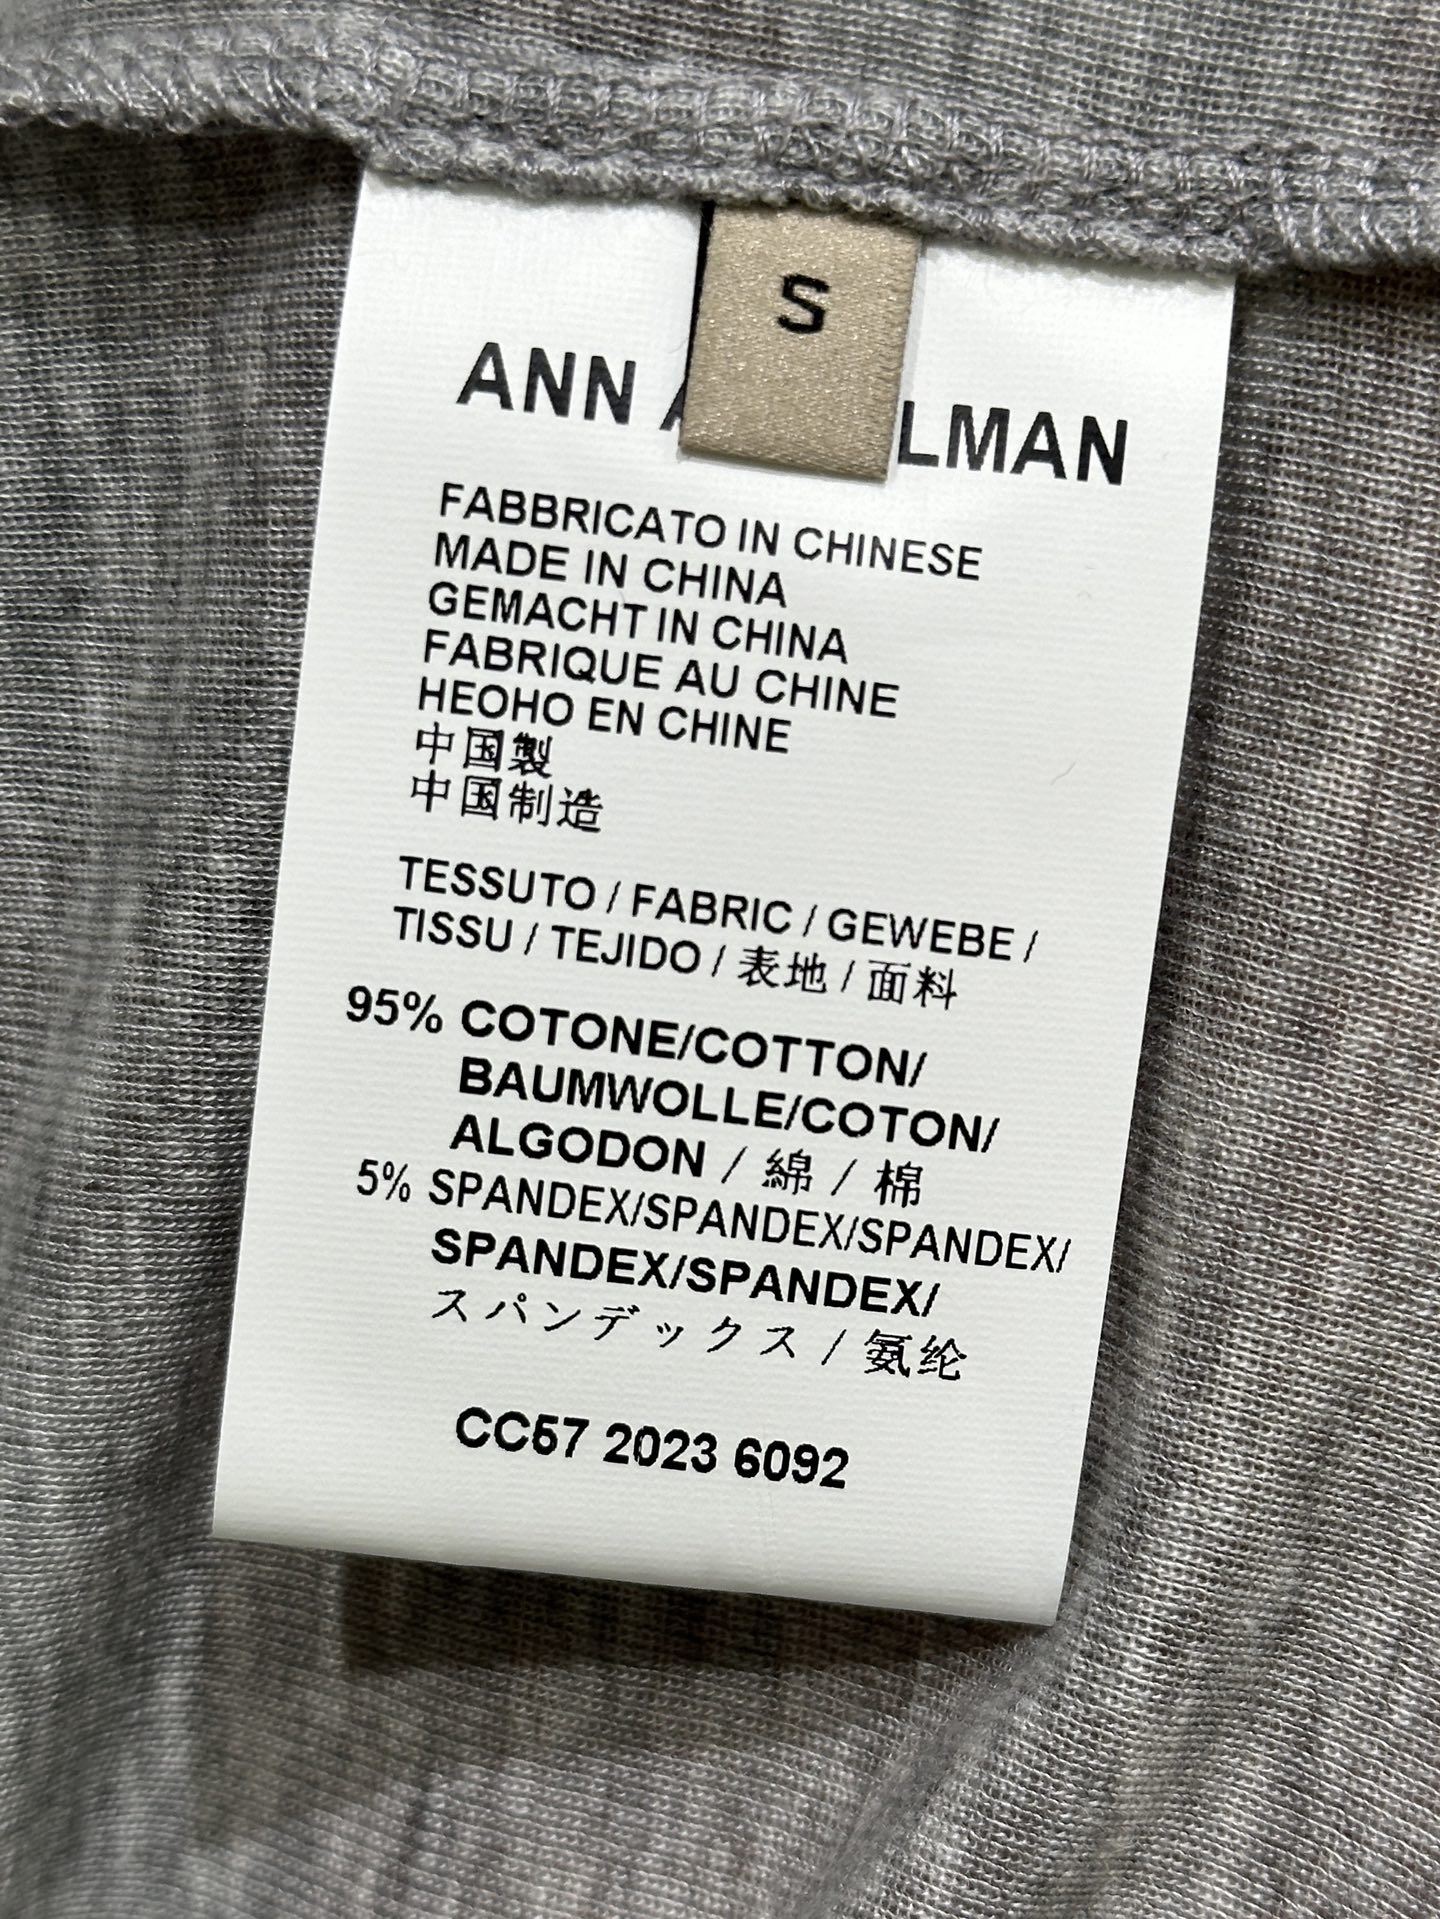 S
ANN
LMAN
FABBRICATO IN CHINESE
MADE IN CHINA
GEMACHT IN CHINA
FABRIQUE AU CHINE
HEOHO EN CHINE
中国製
中国制造
TESSUTO / FABRIC / GEWEBE /
TISSU / TEJIDO / 表地 / 面料
95% COTONE/COTTON/
BAUMWOLLE/COTON/
ALGODON / 綿 / 棉
5% SPANDEX/SPANDEX/SPANDEX/
SPANDEX/SPANDEX/
スパンデックス / 氨纶
CC57 2023 6092